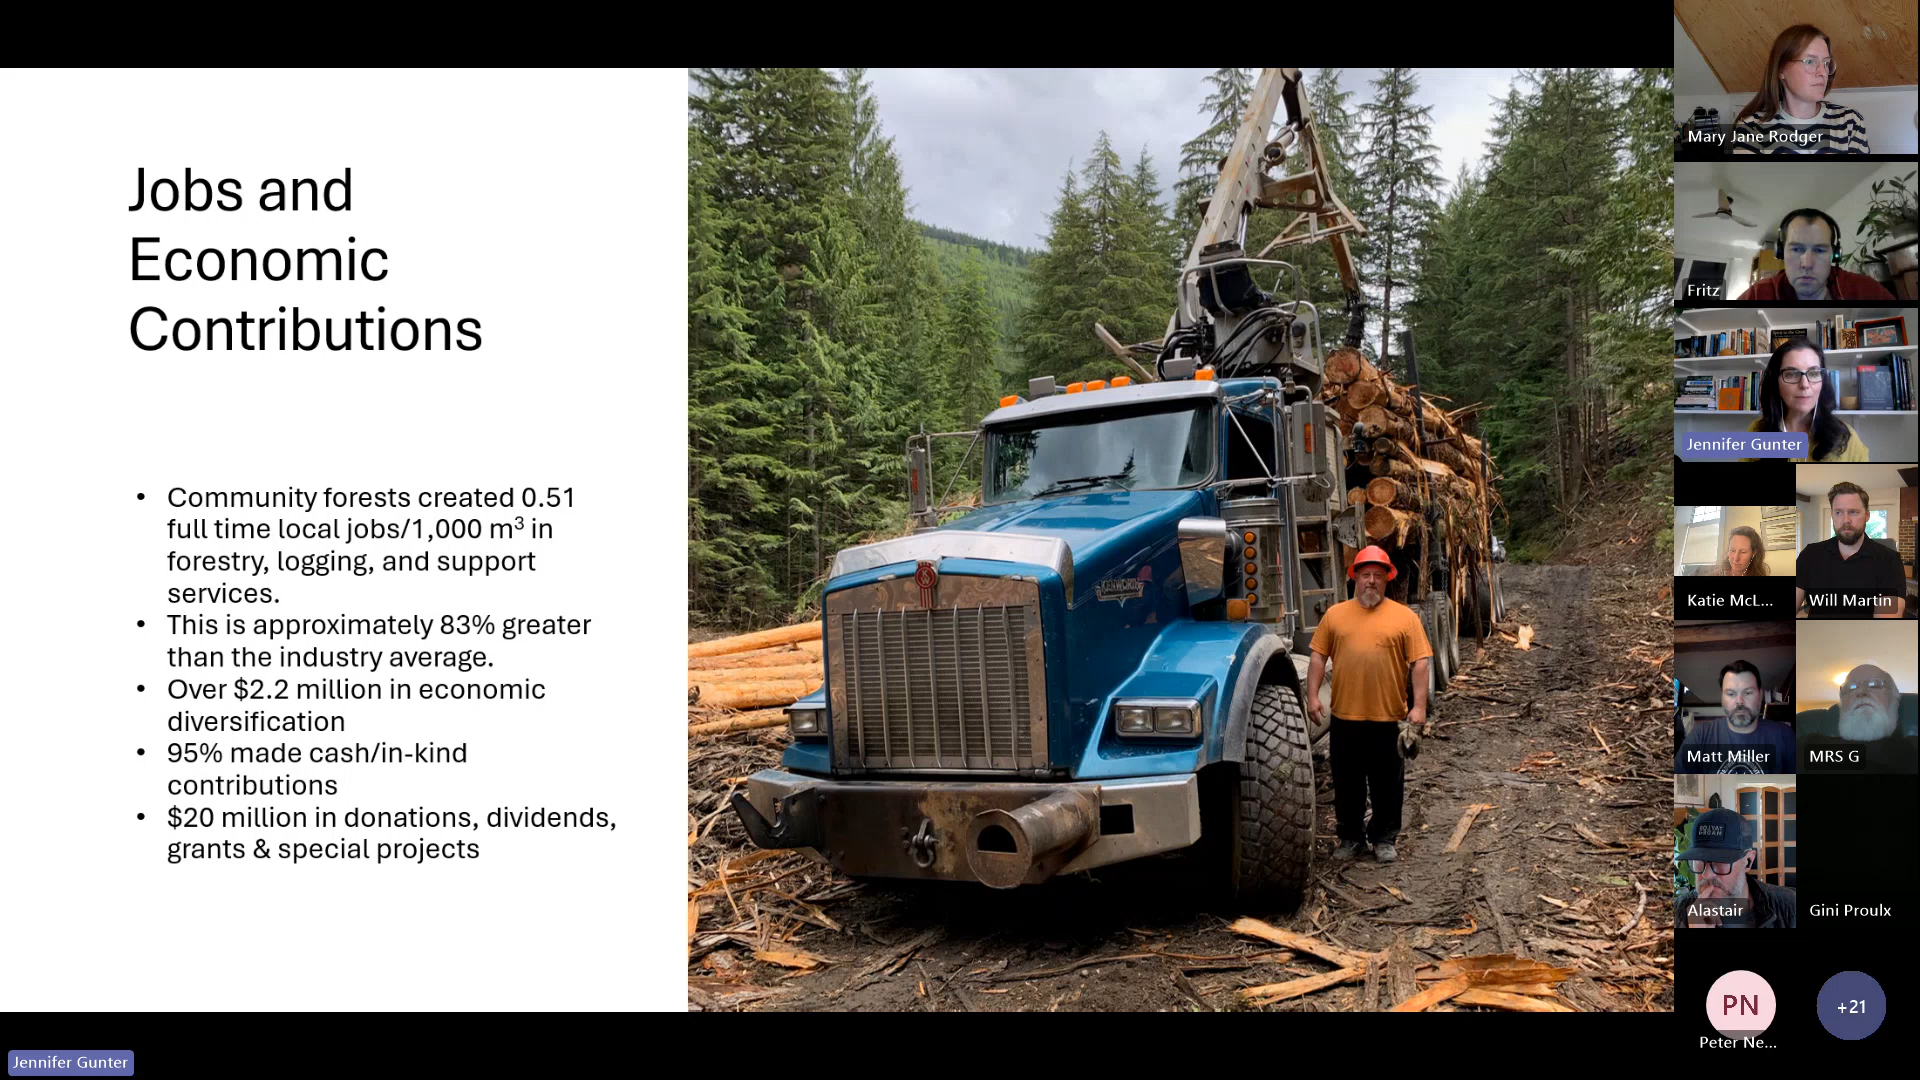 Jobs and
Economic
Contributions
• Community forests created 0.51
full time local jobs/1,000 m³ in
forestry, logging, and support
services.
• This is approximately 83% greater
than the industry average.
• Over $2.2 million in economic
diversification
• 95% made cash/in-kind
contributions
• $20 million in donations, dividends,
grants & special projects
KENWORTH
Mary Jane Rodger
Fritz
Jennifer Gunter
Katie McL...
Will Martin
Matt Miller
MRS G
Alastair
Gini Proulx
PN
Peter Ne...
+21
Jennifer Gunter